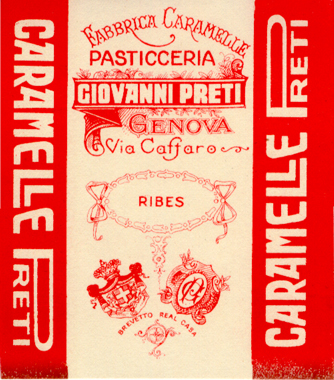 CARAMELLE PRETI
FABBRICA CARAMELLE
PASTICCERIA
GIOVANNI PRETI
GENOVA
Via Caffaro
RIBES
BREVETTO REAL CASA
CARAMELLE PRETI